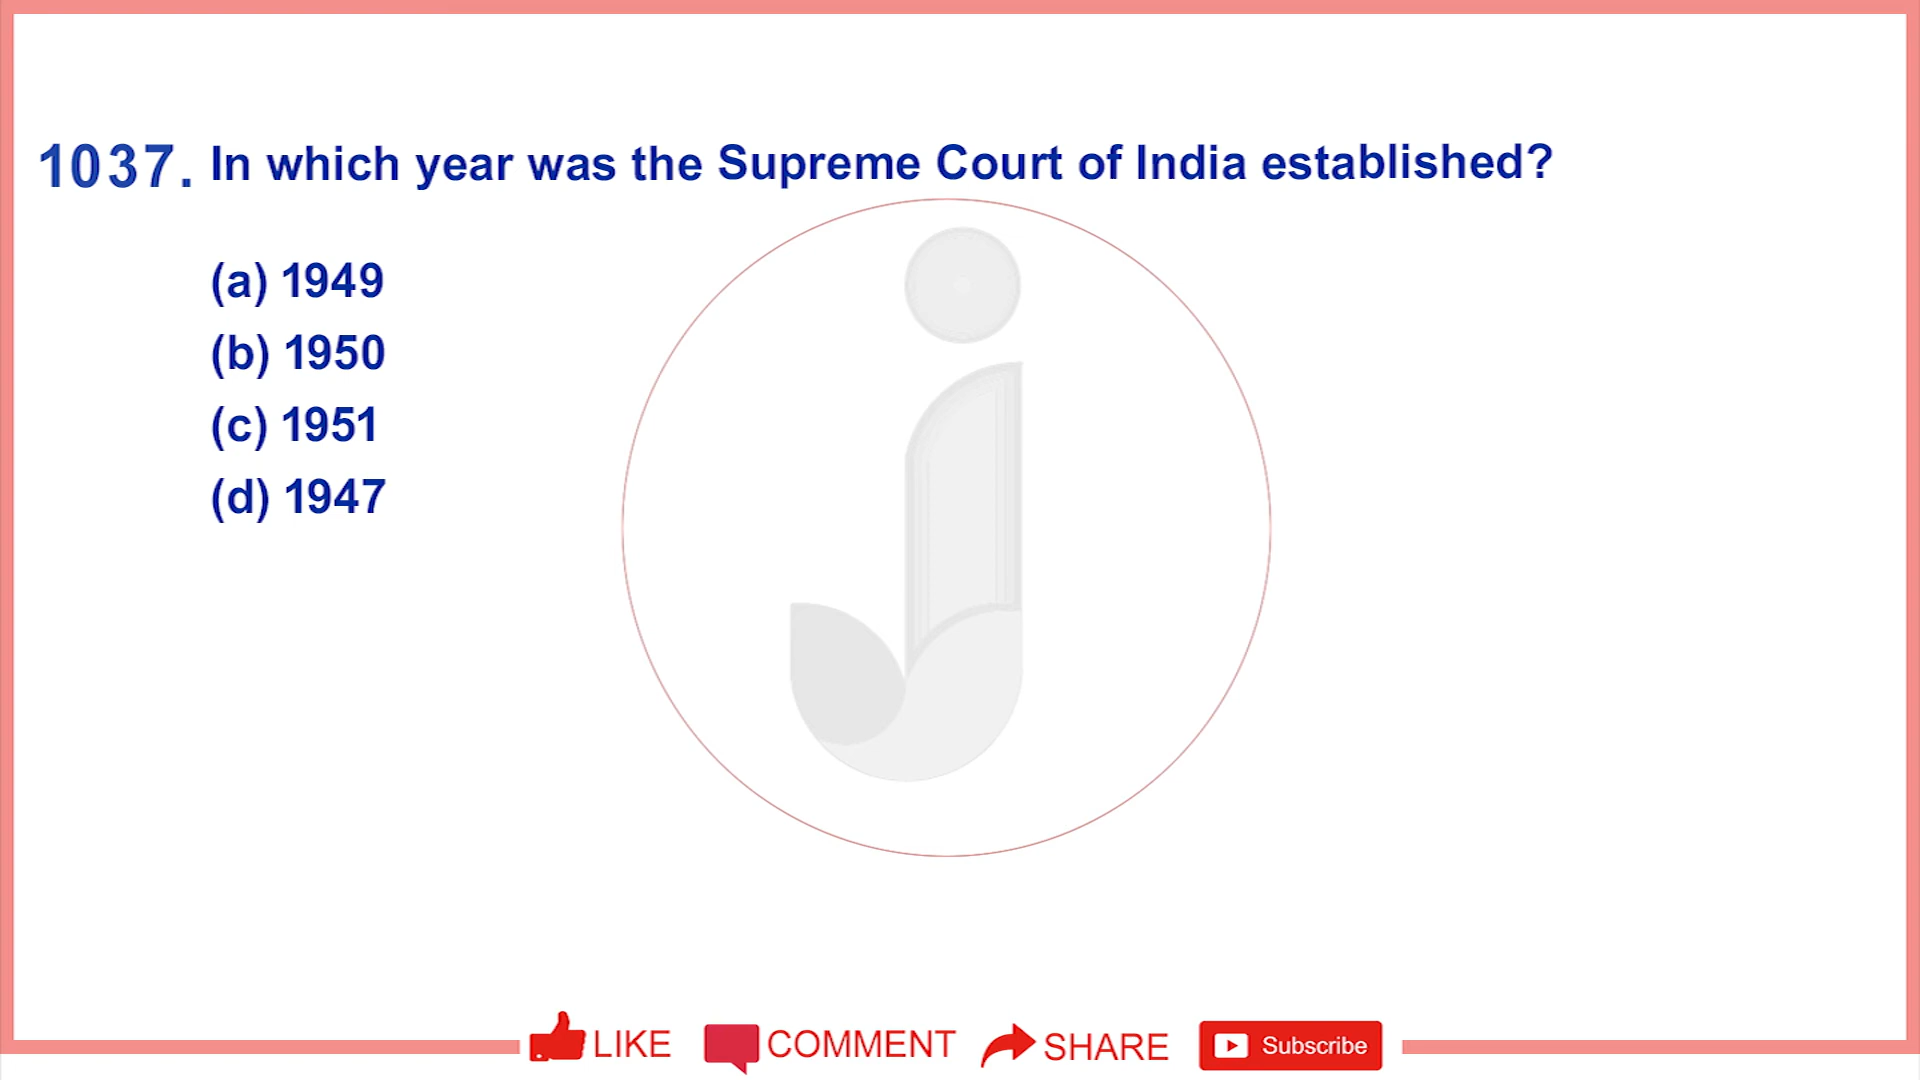 1037. In which year was the Supreme Court of India established?
(a) 1949
(b) 1950
(c) 1951
(d) 1947
LIKE COMMENT SHARE Subscribe